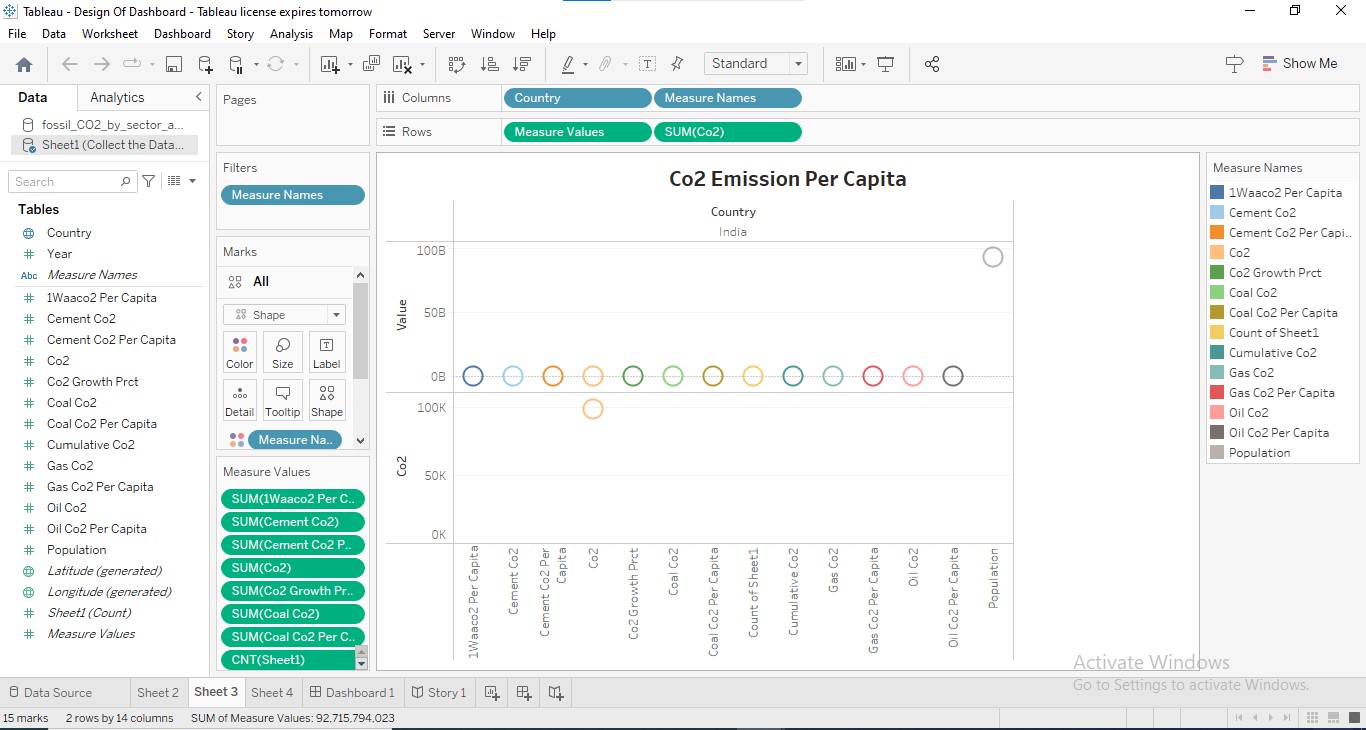 Tableau - Design Of Dashboard - Tableau license expires tomorrow
File Data Worksheet Dashboard Story Analysis Map Format Server Window Help
Standard
Show Me
Data Analytics
fossil_CO2_by_sector_a...
Sheet1 (Collect the Data...
Search
Tables
Country
Year
Abc Measure Names
1Waaco2 Per Capita
Cement Co2
Cement Co2 Per Capita
Co2
Co2 Growth Prct
Coal Co2
Coal Co2 Per Capita
Cumulative Co2
Gas Co2
Gas Co2 Per Capita
Oil Co2
Oil Co2 Per Capita
Population
Latitude (generated)
Longitude (generated)
Sheet1 (Count)
Measure Values
Pages
Filters
Measure Names
Marks
All
Shape
Color Size Label
Detail Tooltip Shape
Measure Na..
Measure Values
SUM(1Waaco2 Per C..
SUM(Cement Co2)
SUM(Cement Co2 P..
SUM(Co2)
SUM(Co2 Growth Pr..
SUM(Coal Co2)
SUM(Coal Co2 Per C..
CNT(Sheet1)
Columns Country Measure Names
Rows Measure Values SUM(Co2)
Co2 Emission Per Capita
Country
India
Value
100B
50B
0B
Co2
100K
50K
0K
1Waaco2 Per Capita
Cement Co2
Cement Co2 Per
Capita
Co2
Co2 Growth Prct
Coal Co2
Coal Co2 Per Capita
Count of Sheet1
Cumulative Co2
Gas Co2
Gas Co2 Per Capita
Oil Co2
Oil Co2 Per Capita
Population
Measure Names
1Waaco2 Per Capita
Cement Co2
Cement Co2 Per Capi..
Co2
Co2 Growth Prct
Coal Co2
Coal Co2 Per Capita
Count of Sheet1
Cumulative Co2
Gas Co2
Gas Co2 Per Capita
Oil Co2
Oil Co2 Per Capita
Population
Activate Windows
Go to Settings to activate Windows.
Data Source Sheet 2 Sheet 3 Sheet 4 Dashboard 1 Story 1
15 marks 2 rows by 14 columns SUM of Measure Values: 92,715,794,023